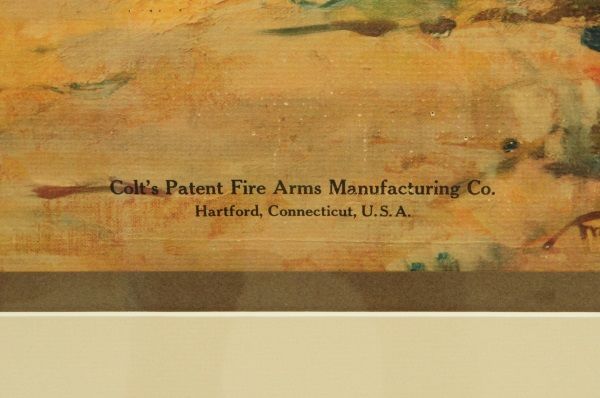 Colt's Patent Fire Arms Manufacturing Co.
Hartford, Connecticut, U.S.A.